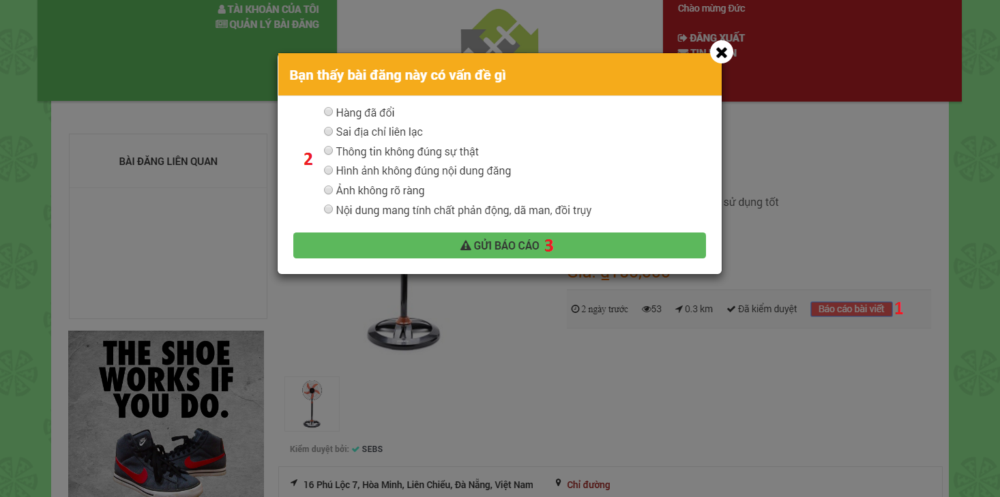 TÀI KHOẢN CỦA TÔI
QUẢN LÝ BÀI ĐĂNG
Chào mừng Đức
ĐĂNG XUẤT
TIN
Bạn thấy bài đăng này có vấn đề gì
Hàng đã đổi
Sai địa chỉ liên lạc
Thông tin không đúng sự thật
2
Hình ảnh không đúng nội dung đăng
Ảnh không rõ ràng
Nội dung mang tính chất phản động, dã man, đồi trụy
GỬI BÁO CÁO 3
BÀI ĐĂNG LIÊN QUAN
sử dụng tốt
2 ngày trước 53 0.3 km Đã kiểm duyệt Báo cáo bài viết 1
THE SHOE
WORKS IF
YOU DO.
Kiểm duyệt bởi: SEBS
16 Phú Lộc 7, Hòa Minh, Liên Chiểu, Đà Nẵng, Việt Nam Chỉ đường